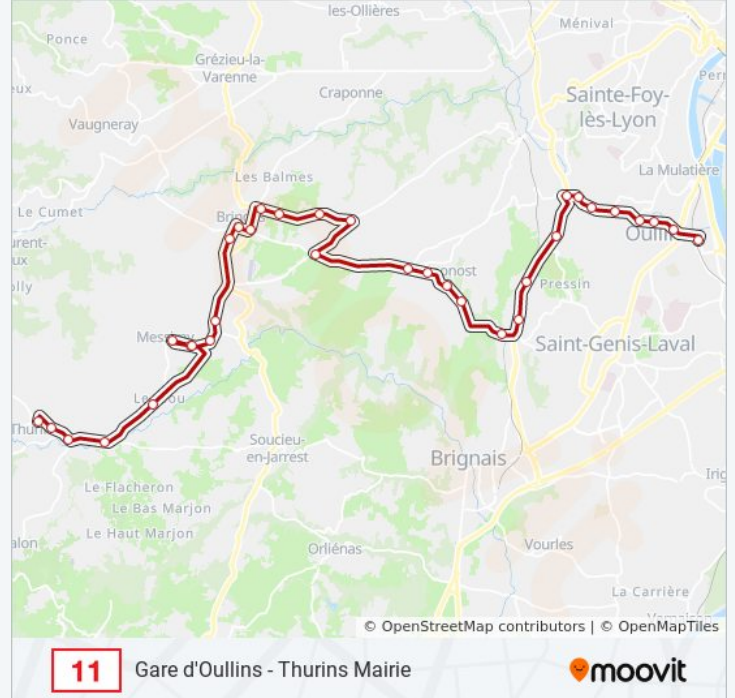 les-Ollières
Ménival
Ponce
Grézieu-la-
Varenne
Craponne
Sainte-Foy-
lès-Lyon
Vaugneray
La Mulatière
Les Balmes
Le Cumet
Pressin
Saint-Genis-Laval
Soucieu-
en-Jarrest
Brignais
Le Flacheron
Le Bas Marjon
Le Haut Marjon
Orliénas
Vourles
La Carrière
© OpenStreetMap contributors | © OpenMapTiles
11 Gare d'Oullins - Thurins Mairie
moovit